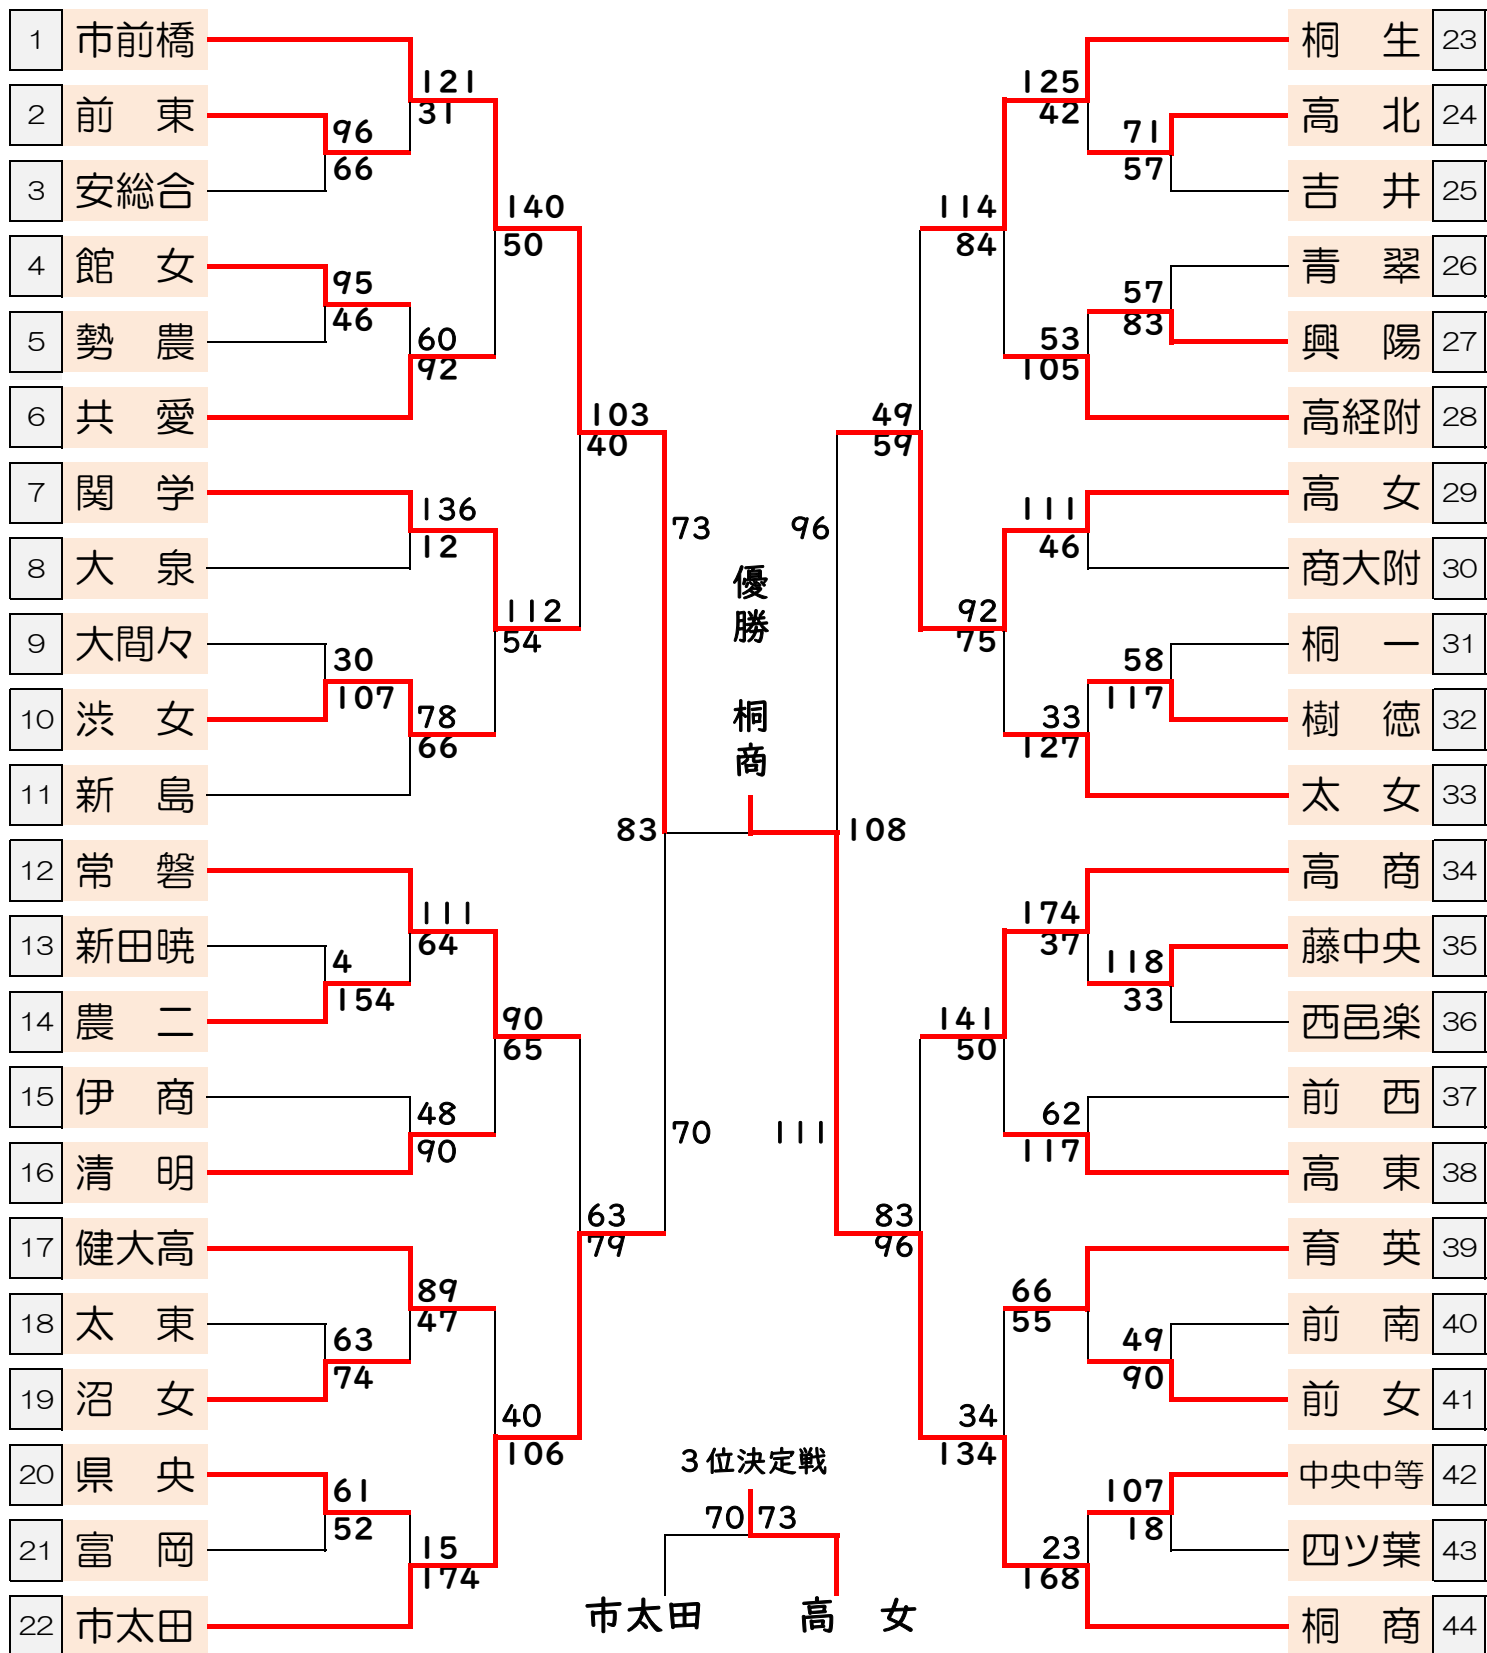 1 市前橋
2 前 東
3 安総合
4 館 女
5 勢 農
6 共 愛
7 関 学
8 大 泉
9 大間々
10 渋 女
11 新 島
12 常 磐
13 新田暁
14 農 二
15 伊 商
16 清 明
17 健大高
18 太 東
19 沼 女
20 県 央
21 富 岡
22 市太田
96
66
95
46
30
107
4
154
63
74
61
52
121
31
60
92
136
12
78
66
111
64
48
90
89
47
15
174
140
50
112
54
90
65
40
106
103
40
63
79
73
70
83
優勝 桐商
108
96
111
49
59
83
96
114
84
92
75
141
50
34
134
125
42
53
105
111
46
33
127
174
37
62
117
66
55
23
168
71
57
57
83
58
117
118
33
49
90
107
18
桐 生 23
高 北 24
吉 井 25
青 翠 26
興 陽 27
高経附 28
高 女 29
商大附 30
桐 一 31
樹 徳 32
太 女 33
高 商 34
藤中央 35
西邑楽 36
前 西 37
高 東 38
育 英 39
前 南 40
前 女 41
中央中等 42
四ツ葉 43
桐 商 44
３位決定戦
70 73
市太田 高 女